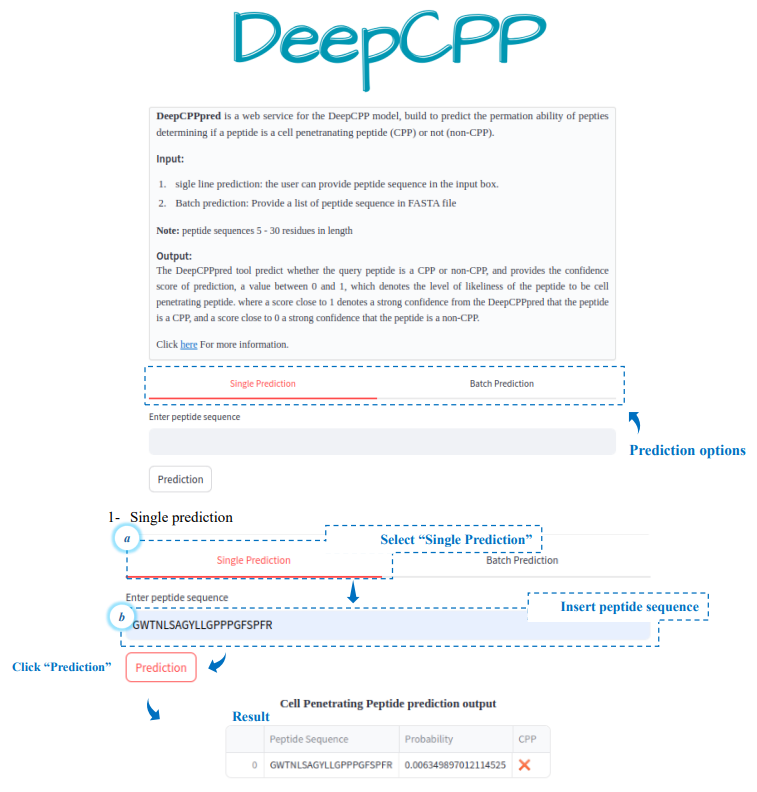 DeepCPP
DeepCPPpred is a web service for the DeepCPP model, build to predict the permation ability of pepties
determining if a peptide is a cell penetranating peptide (CPP) or not (non-CPP).
Input:
1. sigle line prediction: the user can provide peptide sequence in the input box.
2. Batch prediction: Provide a list of peptide sequence in FASTA file
Note: peptide sequences 5 - 30 residues in length
Output:
The DeepCPPpred tool predict whether the query peptide is a CPP or non-CPP, and provides the confidence
score of prediction, a value between 0 and 1, which denotes the level of likeliness of the peptide to be cell
penetrating peptide. where a score close to 1 denotes a strong confidence from the DeepCPPpred that the peptide
is a CPP, and a score close to 0 a strong confidence that the peptide is a non-CPP.
Click here For more information.
Single Prediction Batch Prediction
Enter peptide sequence
Prediction options
Prediction
1- Single prediction
a
Select “Single Prediction”
Single Prediction Batch Prediction
Enter peptide sequence
Insert peptide sequence
b
GWTNLSAGYLLGPPPGFSPFR
Click “Prediction”
Prediction
Cell Penetrating Peptide prediction output
Result
Peptide Sequence Probability CPP
0 GWTNLSAGYLLGPPPGFSPFR 0.006349897012114525 ❌